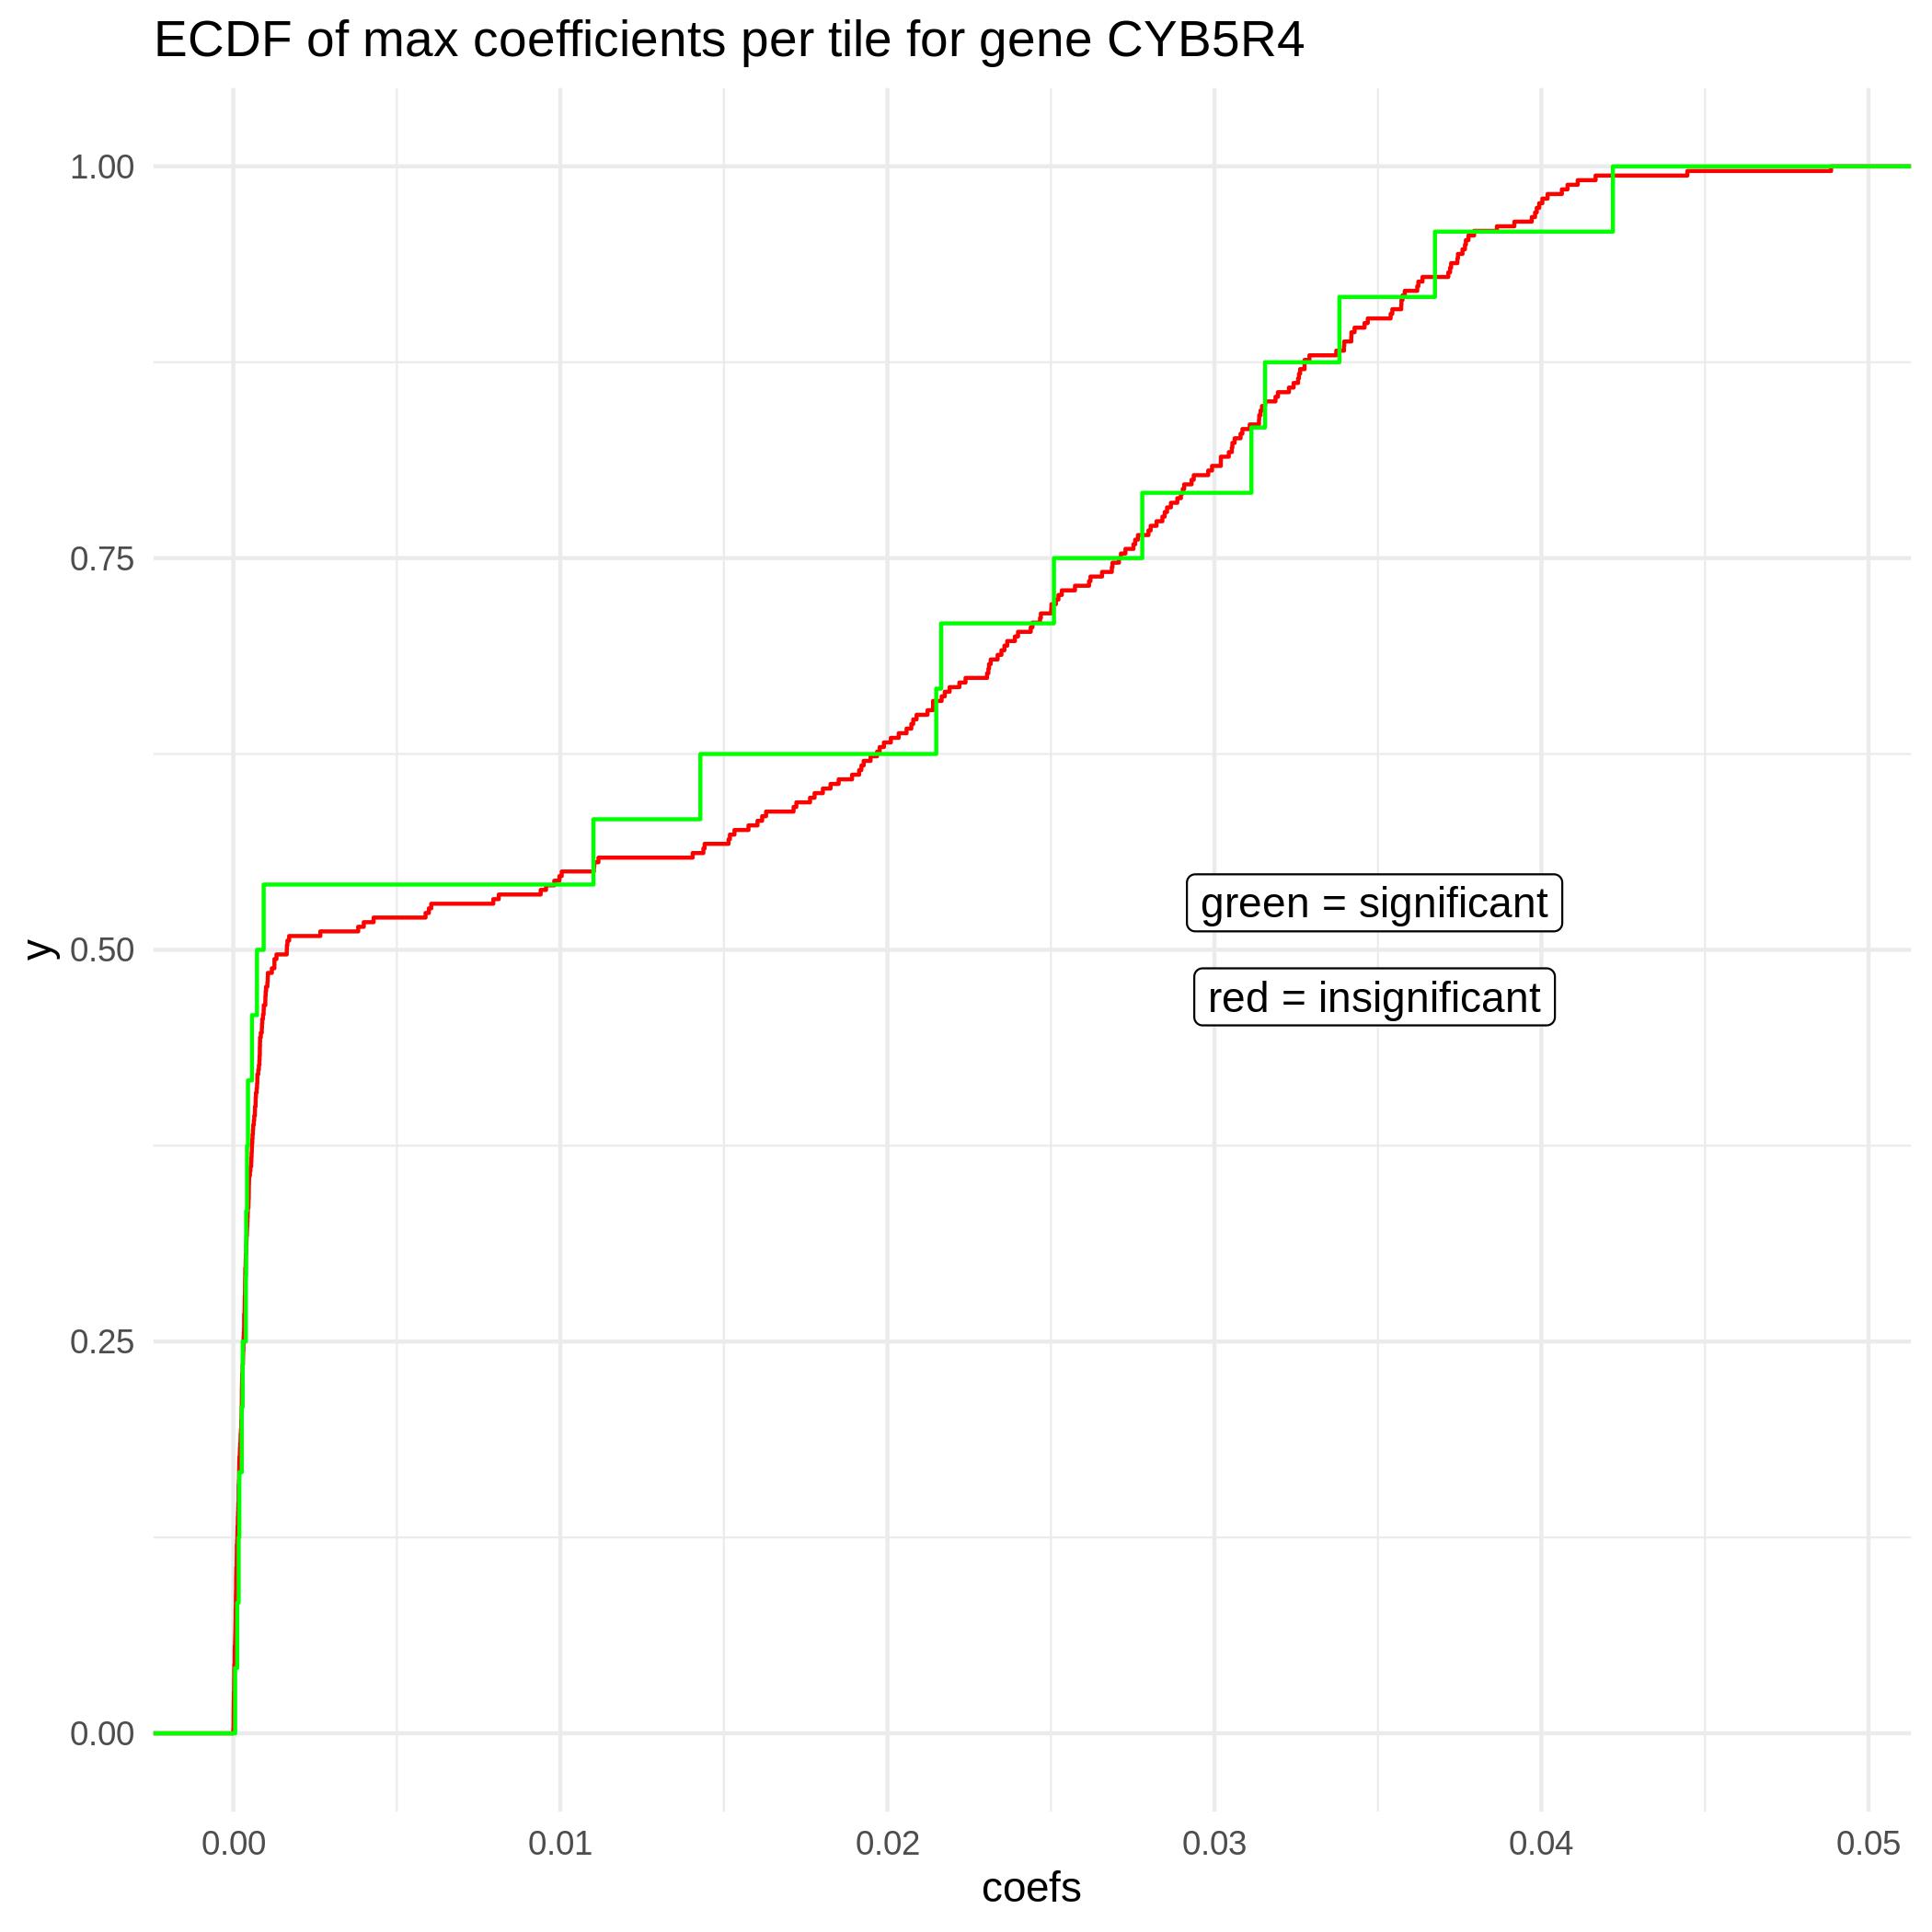 ECDF of max coefficients per tile for gene CYB5R4
1.00
0.75
0.50
0.25
0.00
y
green = significant
red = insignificant
0.00 0.01 0.02 0.03 0.04 0.05
coefs